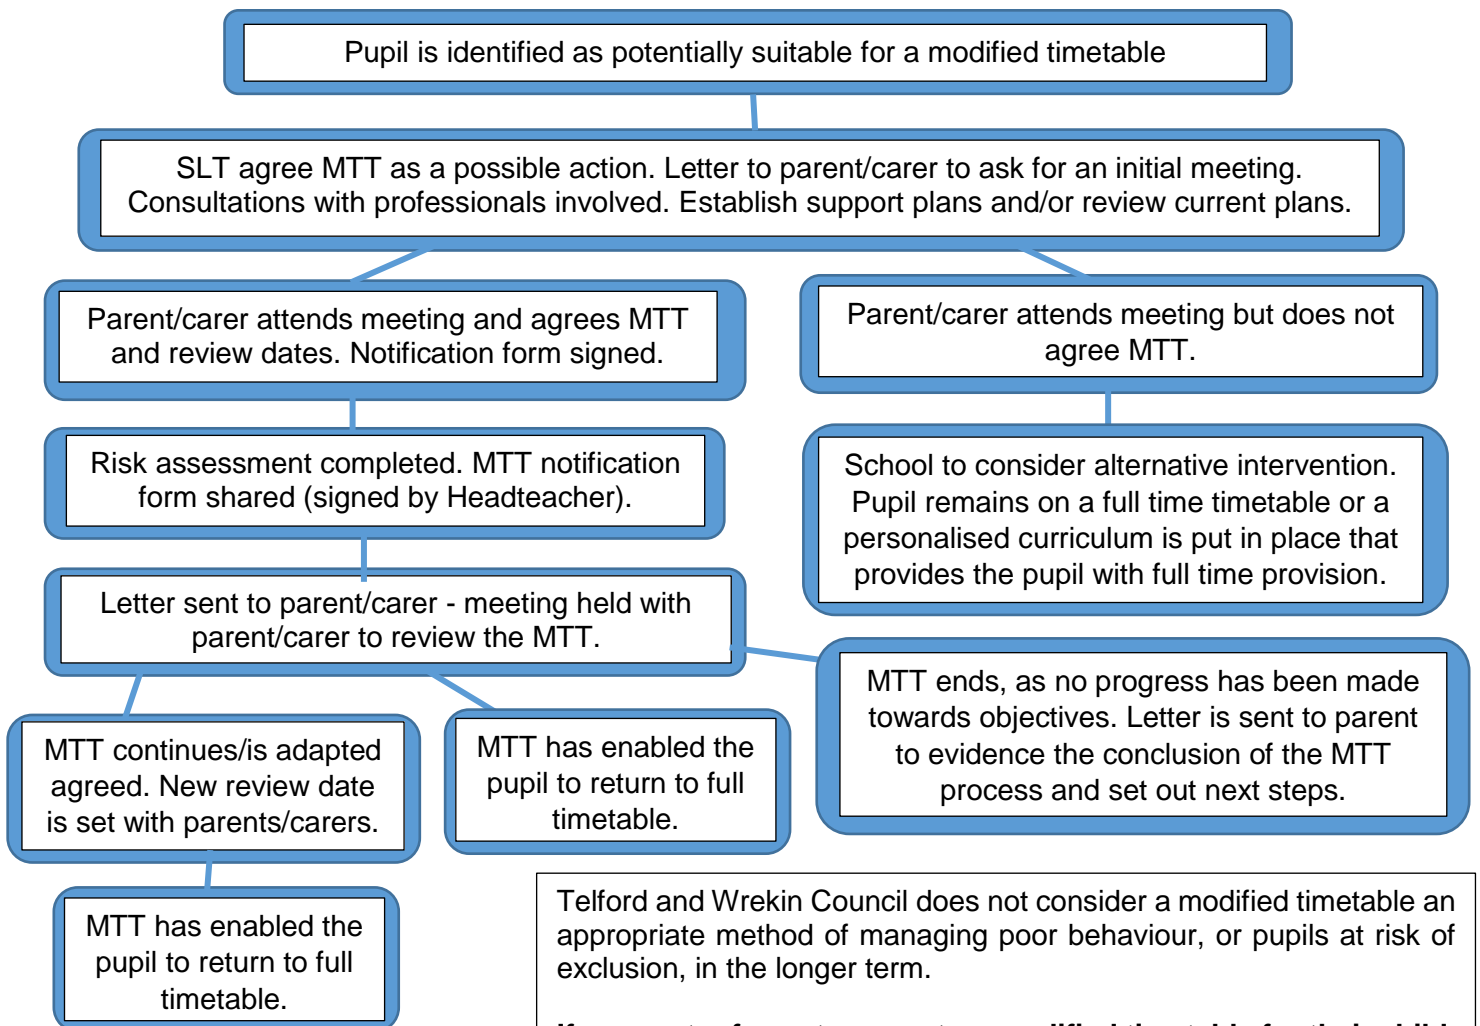 Pupil is identified as potentially suitable for a modified timetable
SLT agree MTT as a possible action. Letter to parent/carer to ask for an initial meeting.
Consultations with professionals involved. Establish support plans and/or review current plans.
Parent/carer attends meeting and agrees MTT
and review dates. Notification form signed.
Parent/carer attends meeting but does not
agree MTT.
Risk assessment completed. MTT notification
form shared (signed by Headteacher).
School to consider alternative intervention.
Pupil remains on a full time timetable or a
personalised curriculum is put in place that
provides the pupil with full time provision.
Letter sent to parent/carer - meeting held with
parent/carer to review the MTT.
MTT continues/is adapted
agreed. New review date
is set with parents/carers.
MTT has enabled the
pupil to return to full
timetable.
MTT ends, as no progress has been made
towards objectives. Letter is sent to parent
to evidence the conclusion of the MTT
process and set out next steps.
MTT has enabled the
pupil to return to full
timetable.
Telford and Wrekin Council does not consider a modified timetable an
appropriate method of managing poor behaviour, or pupils at risk of
exclusion, in the longer term.